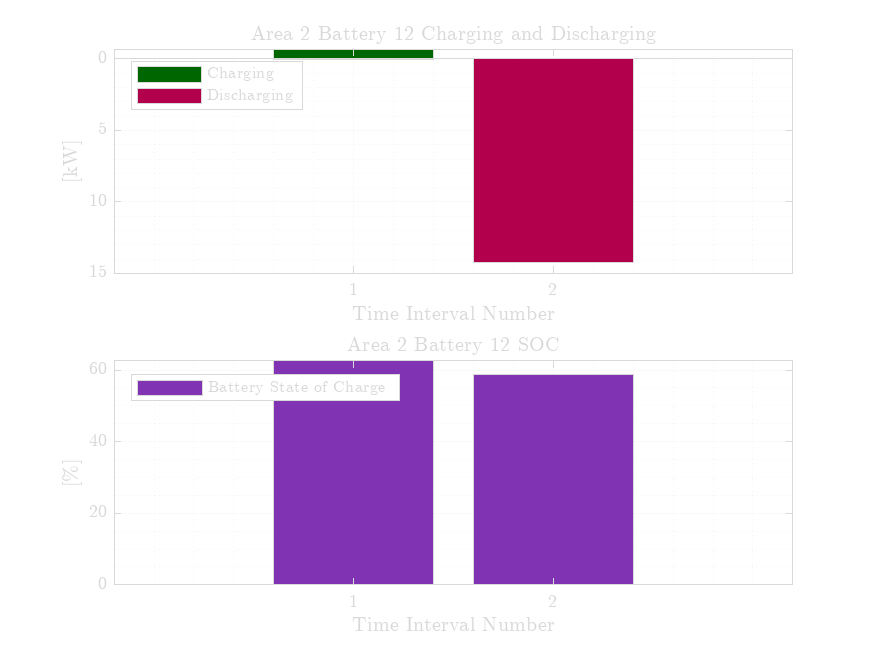 Area 2 Battery 12 Charging and Discharging
0
Charging
Discharging
5
[kW]
10
15
1 2
Time Interval Number
Area 2 Battery 12 SOC
60
Battery State of Charge
40
[%]
20
0
1 2
Time Interval Number